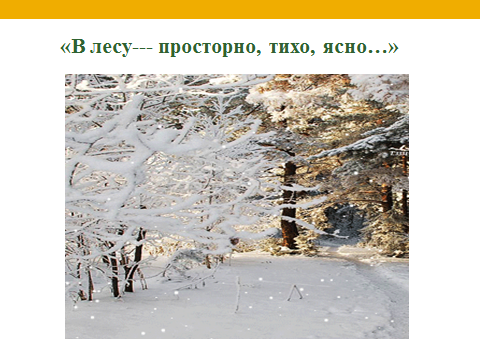 «В лесу--- просторно, тихо, ясно…»